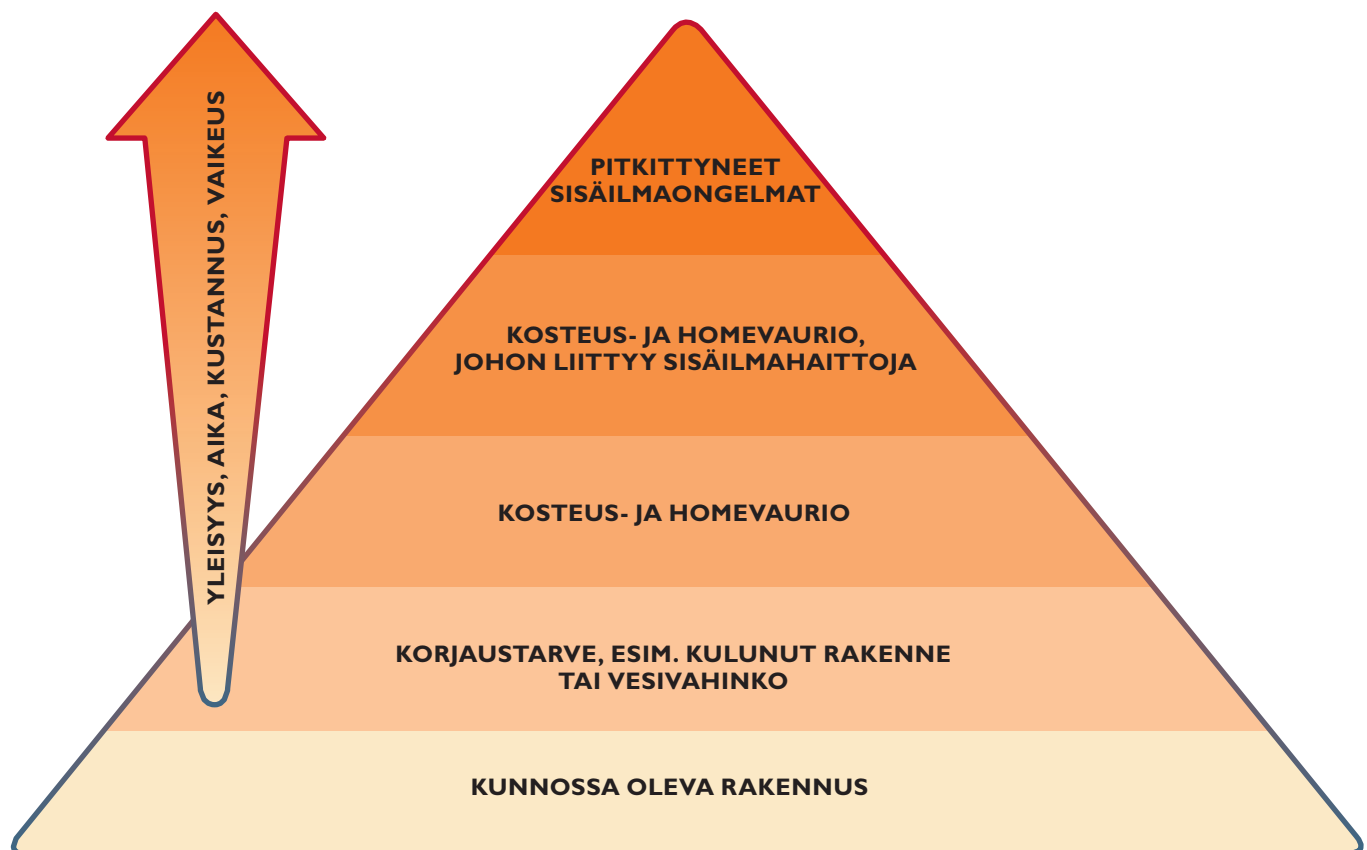 YLEISYYS, AIKA, KUSTANNUS, VAIKEUS
PITKITTYNEET
SISÄILMAONGELMAT
KOSTEUS- JA HOMEVAURIO,
JOHON LIITTYY SISÄILMAHAITTOJA
KOSTEUS- JA HOMEVAURIO
KORJAUSTARVE, ESIM. KULUNUT RAKENNE
TAI VESIVAHINKO
KUNNOSSA OLEVA RAKENNUS